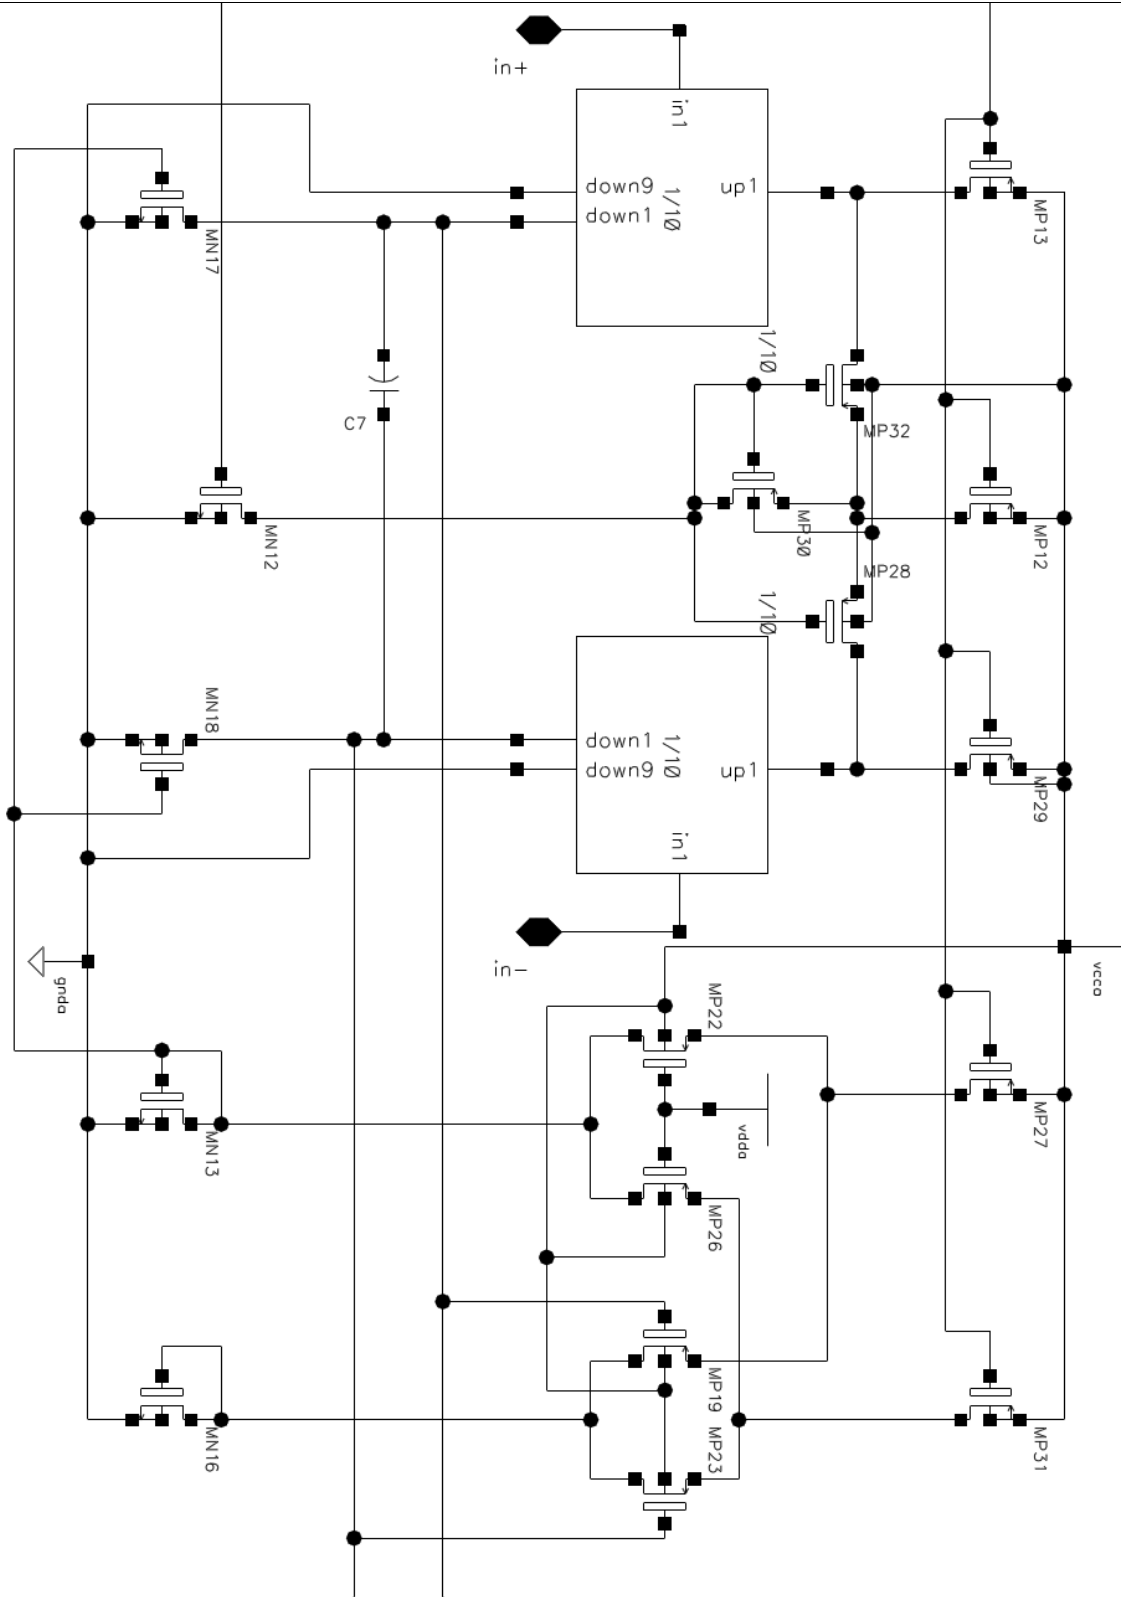 in+
in1
down9
1/10
up1
down1
MP13
MN17
1/10
C7
MP32
MN12
MP30
MP12
MP28
1/10
MN18
down1
1/10
down9
up1
MP29
in1
in-
gnda
vcca
MP22
MN13
vdda
MP27
MP26
MP19
MN16
MP23
MP31